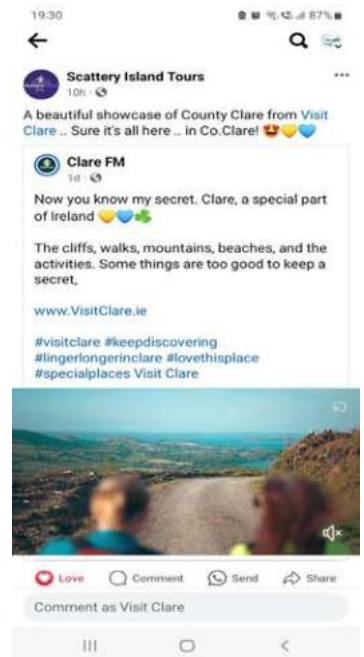 19:30
87%
Scattery Island Tours
10h
A beautiful showcase of County Clare from Visit
Clare .. Sure it's all here .. in Co.Clare! 🤩💛💙
Clare FM
1d
Now you know my secret. Clare, a special part
of Ireland 💛💙☘️
The cliffs, walks, mountains, beaches, and the
activities. Some things are too good to keep a
secret,
www.VisitClare.ie
#visitclare #keepdiscovering
#lingerlongerinclare #lovethisplace
#specialplaces Visit Clare
Love Comment Send Share
Comment as Visit Clare